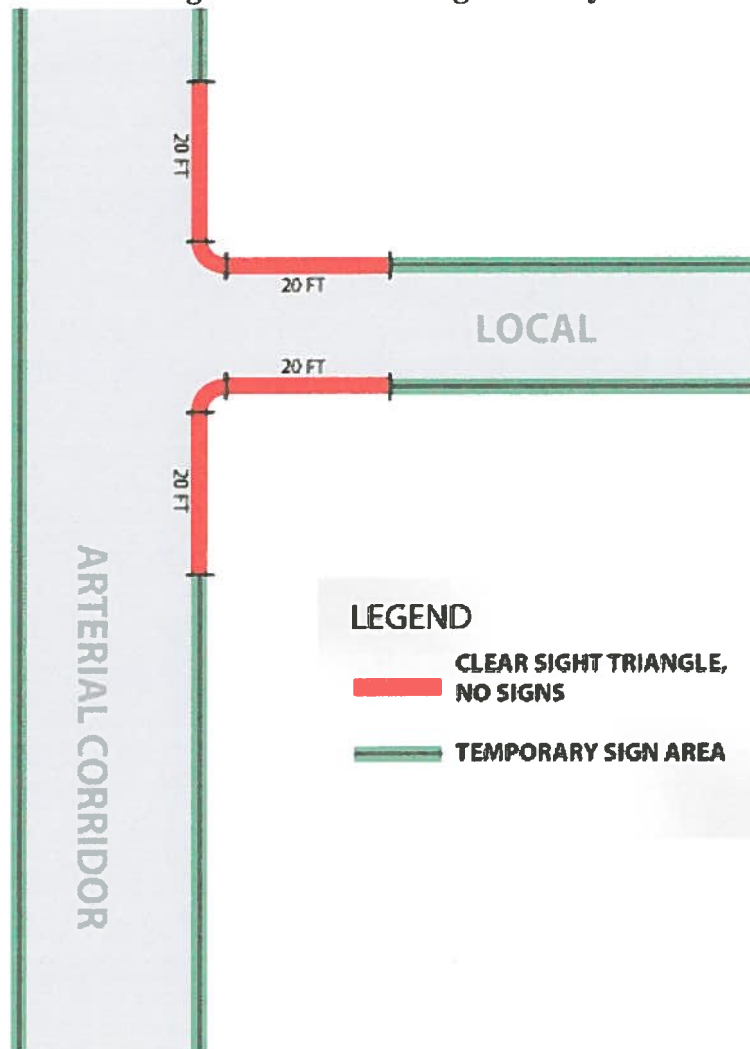 20 FT
20 FT
LOCAL
20 FT
20 FT
ARTERIAL CORRIDOR
LEGEND
CLEAR SIGHT TRIANGLE,
NO SIGNS
TEMPORARY SIGN AREA